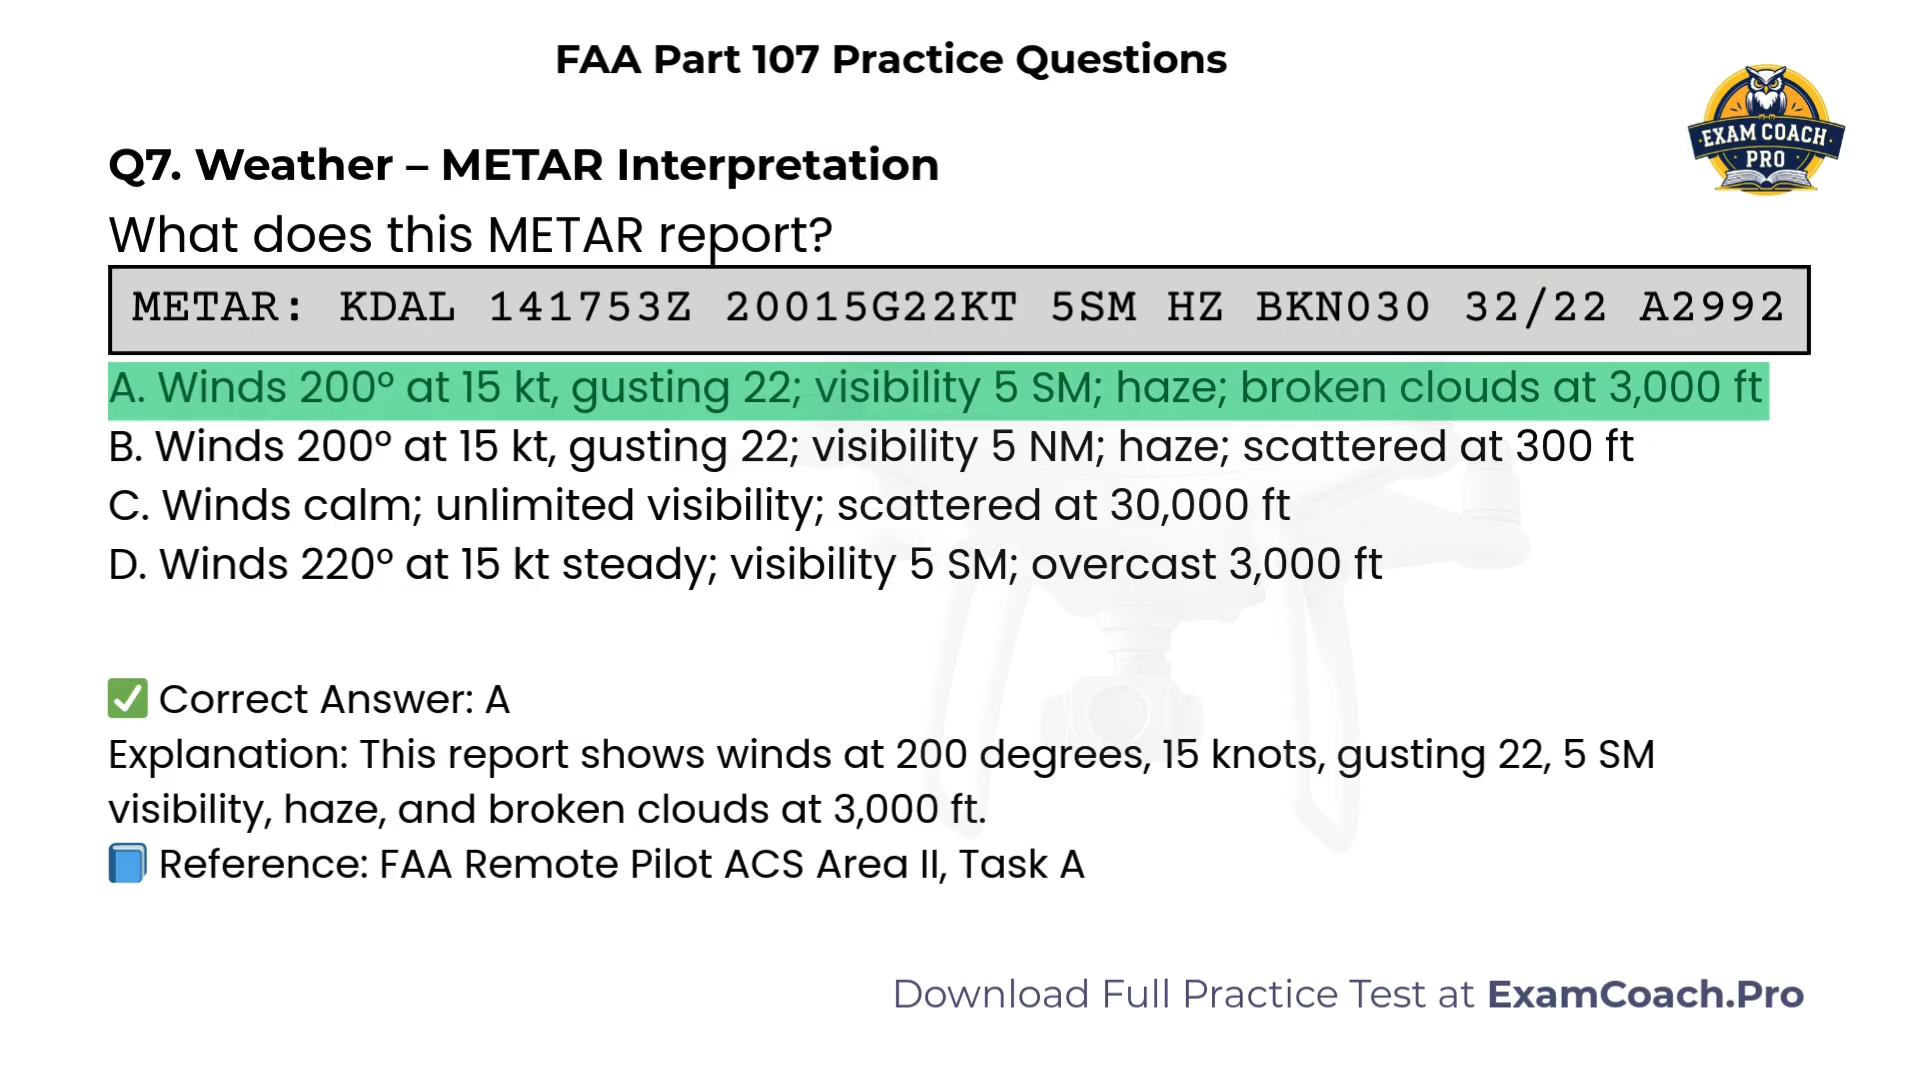 FAA Part 107 Practice Questions
EXAM COACH
PRO
Q7. Weather – METAR Interpretation
What does this METAR report?
METAR: KDAL 141753Z 20015G22KT 5SM HZ BKN030 32/22 A2992
A. Winds 200° at 15 kt, gusting 22; visibility 5 SM; haze; broken clouds at 3,000 ft
B. Winds 200° at 15 kt, gusting 22; visibility 5 NM; haze; scattered at 300 ft
C. Winds calm; unlimited visibility; scattered at 30,000 ft
D. Winds 220° at 15 kt steady; visibility 5 SM; overcast 3,000 ft
✅ Correct Answer: A
Explanation: This report shows winds at 200 degrees, 15 knots, gusting 22, 5 SM
visibility, haze, and broken clouds at 3,000 ft.
📘 Reference: FAA Remote Pilot ACS Area II, Task A
Download Full Practice Test at ExamCoach.Pro